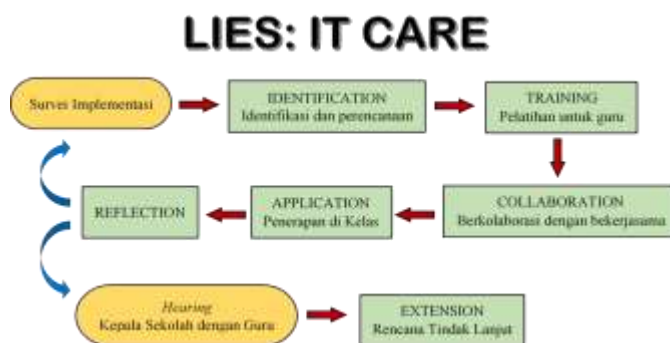 LIES: IT CARE
Survei Implementasi
IDENTIFICATION
Identifikasi dan perencanaan
TRAINING
Pelatihan untuk guru
COLLABORATION
Berkolaborasi dengan bekerjasama
APPLICATION
Penerapan di Kelas
REFLECTION
Hearing
Kepala Sekolah dengan Guru
EXTENSION
Rencana Tindak Lanjut